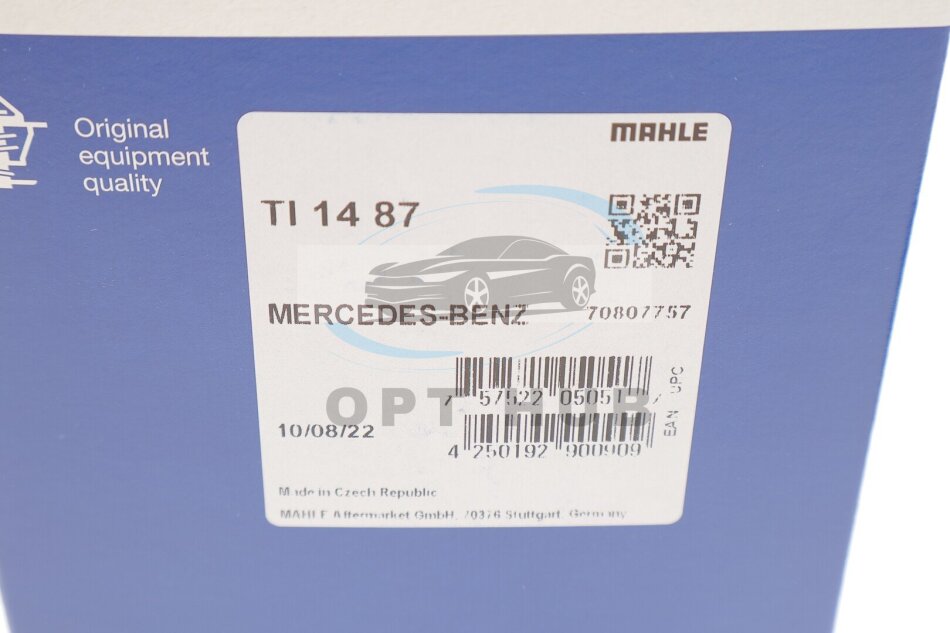 Original
equipment
quality
MAHLE
TI 14 87
MERCEDES-BENZ 70807757
UPC
7 57522
OPT HUB
10/08/22
EAN
4 250192 900909
Made in Czech Republic
MAHLE Aftermarket GmbH, 70376 Stuttgart, Germany